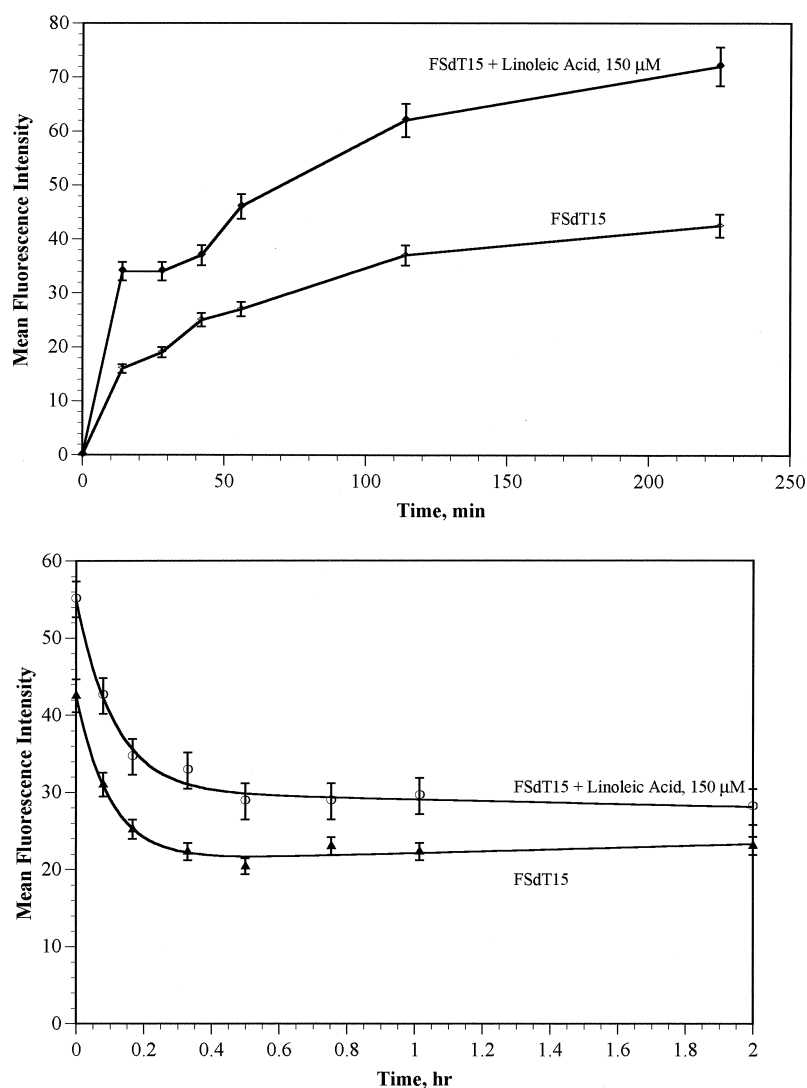 80
70
60
50
40
30
20
10
0
Mean Fluorescence Intensity
FSdT15 + Linoleic Acid, 150 µM
FSdT15
0 50 100 150 200 250
Time, min
60
50
40
30
20
10
0
Mean Fluorescence Intensity
FSdT15 + Linoleic Acid, 150 µM
FSdT15
0 0.2 0.4 0.6 0.8 1 1.2 1.4 1.6 1.8 2
Time, hr